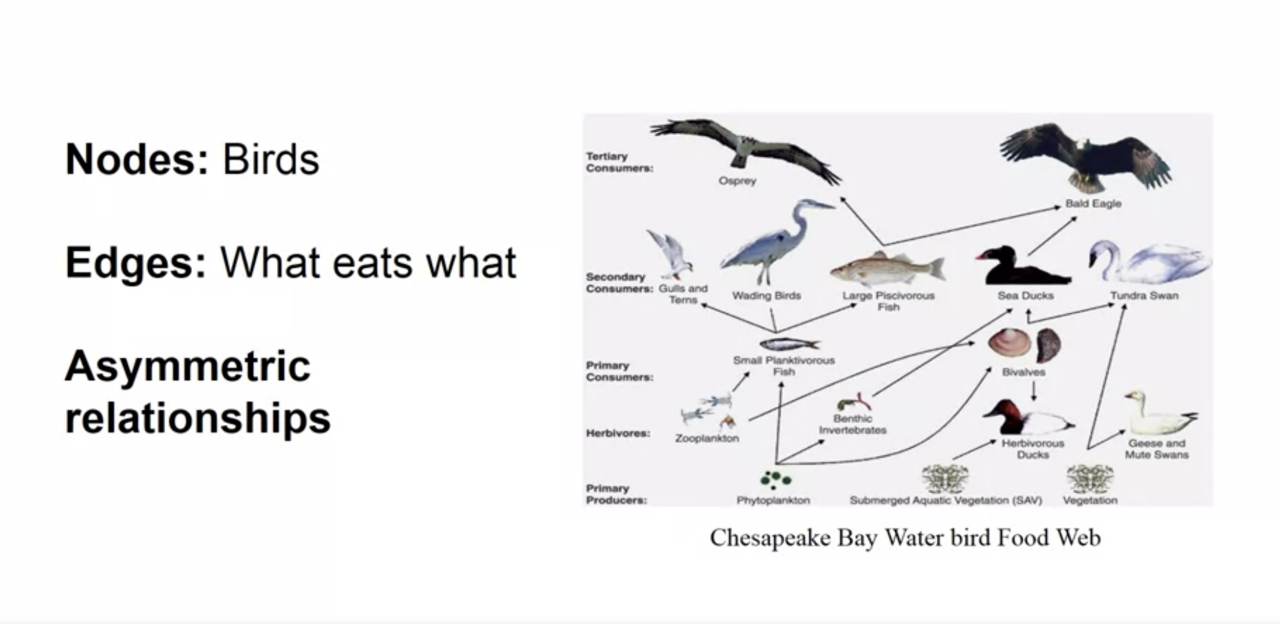 Nodes: Birds
Edges: What eats what
Asymmetric
relationships
Tertiary
Consumers:
Osprey
Bald Eagle
Secondary
Consumers:
Gulls and
Terns
Wading Birds
Large Piscivorous
Fish
Sea Ducks
Tundra Swan
Primary
Consumers:
Small Planktivorous
Fish
Bivalves
Herbivores:
Zooplankton
Benthic
Invertebrates
Herbivorous
Ducks
Geese and
Mute Swans
Primary
Producers:
Phytoplankton
Submerged Aquatic Vegetation (SAV)
Vegetation
Chesapeake Bay Water bird Food Web